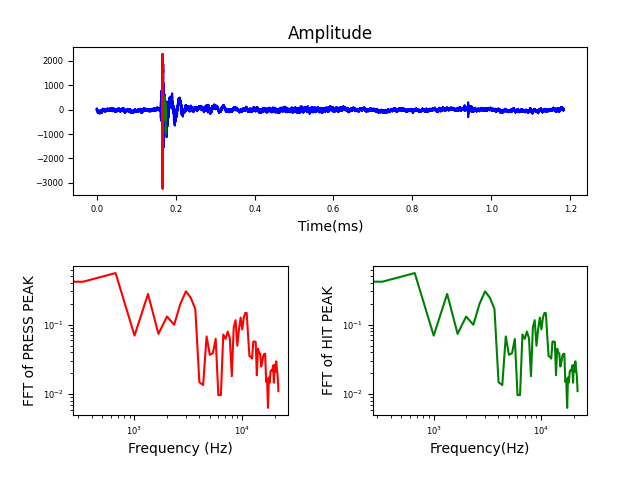 Amplitude
2000
1000
0
−1000
−2000
−3000
0.0 0.2 0.4 0.6 0.8 1.0 1.2
Time(ms)
FFT of PRESS PEAK
10⁻¹
10⁻²
10³ 10⁴
Frequency (Hz)
FFT of HIT PEAK
10⁻¹
10⁻²
10³ 10⁴
Frequency(Hz)